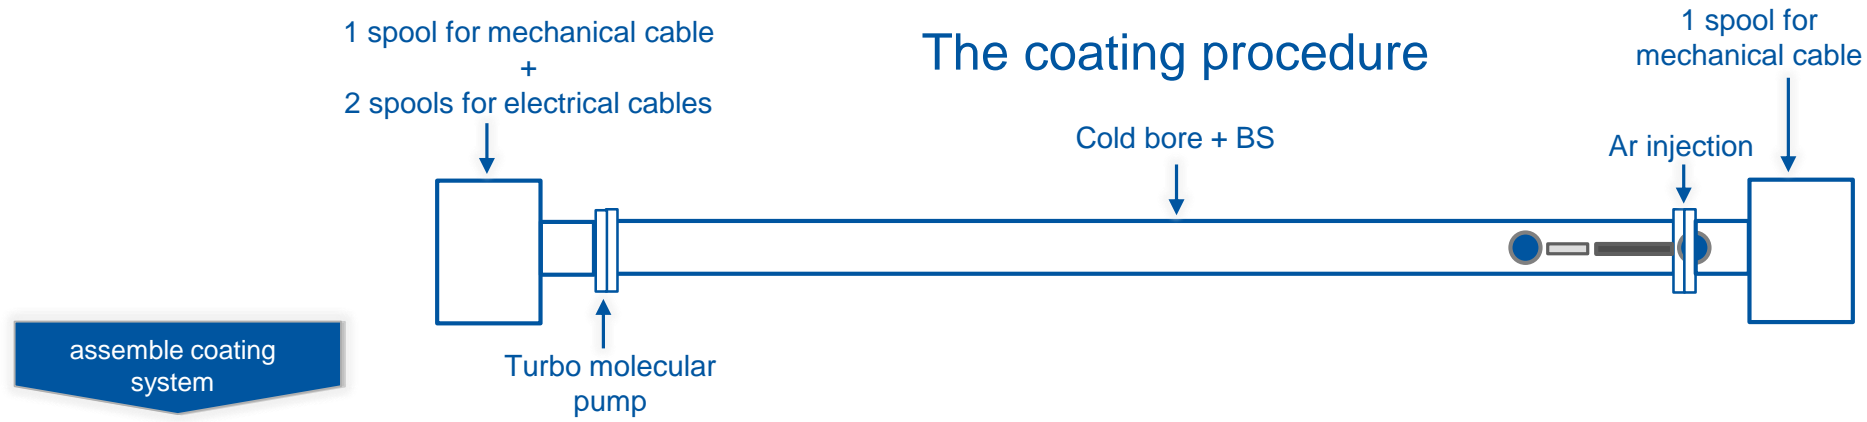 The coating procedure
1 spool for mechanical cable
+
2 spools for electrical cables
Cold bore + BS
Ar injection
1 spool for
mechanical cable
Turbo molecular
pump
assemble coating
system